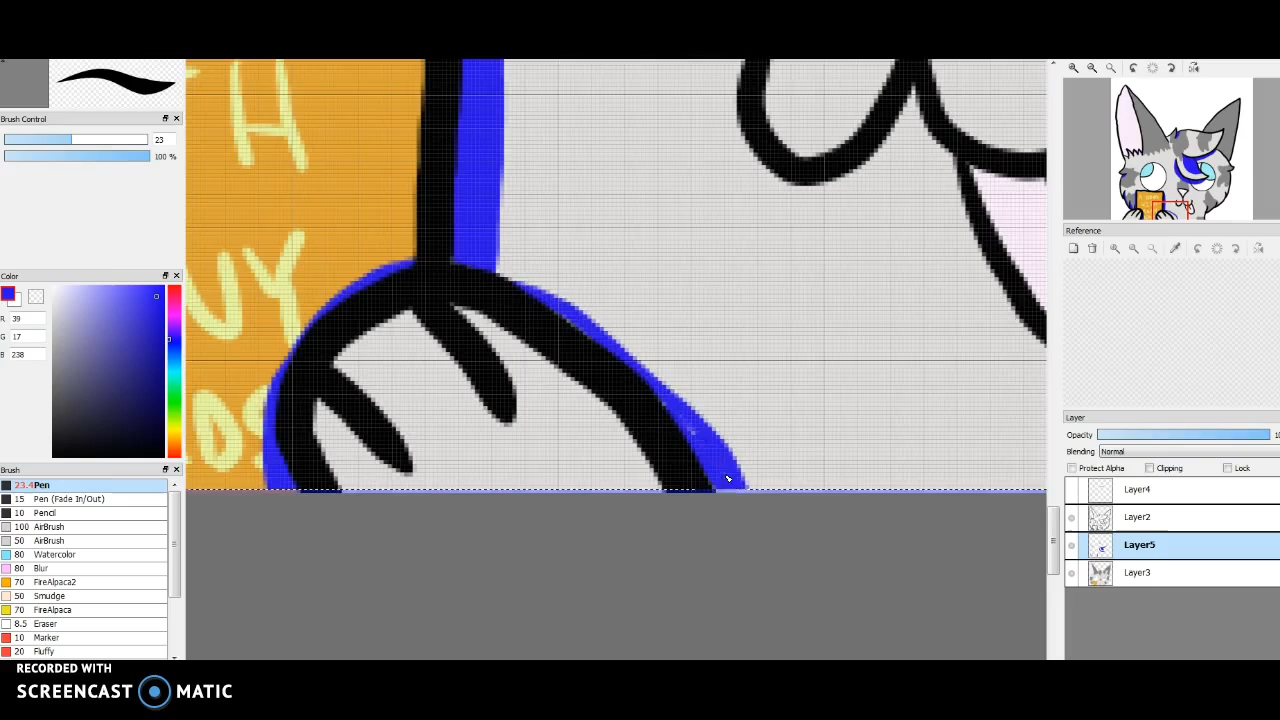 Brush Control
23
100 %
Color
R 39
G 17
B 238
Brush
23.4 Pen
15 Pen (Fade In/Out)
10 Pencil
100 AirBrush
50 AirBrush
80 Watercolor
80 Blur
70 FireAlpaca2
50 Smudge
70 FireAlpaca
8.5 Eraser
10 Marker
20 Fluffy
H
UY
Reference
Layer
Opacity
Blending Normal
Protect Alpha Clipping Lock
Layer4
Layer2
Layer5
Layer3
RECORDED WITH
SCREENCAST MATIC